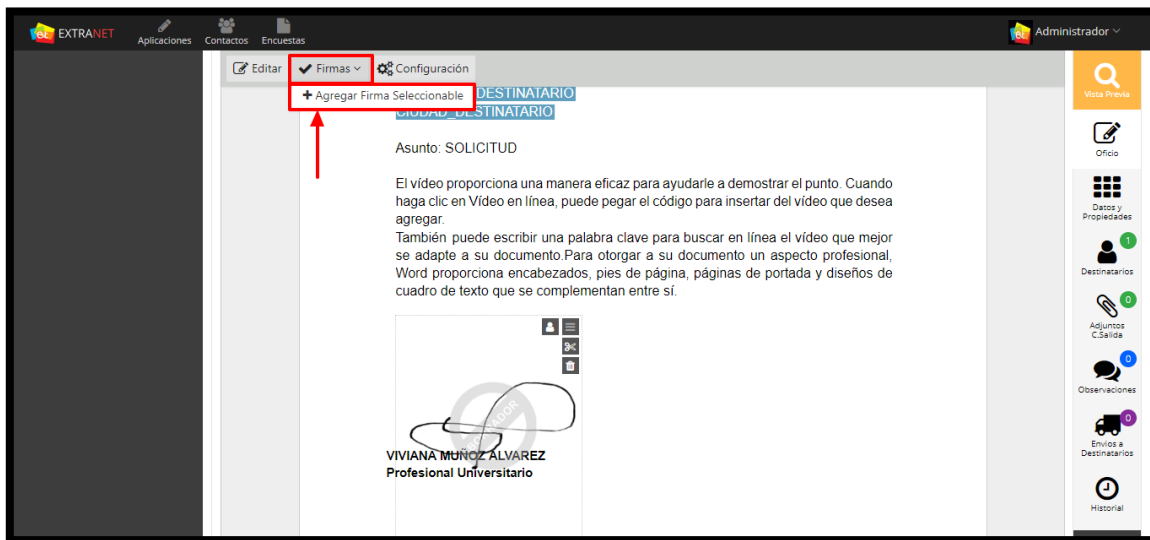 EXTRANET
Aplicaciones
Contactos
Encuestas
Administrador
Editar
Firmas
Configuración
+ Agregar Firma Seleccionable
DESTINATARIO
CIUDAD_DESTINATARIO
Asunto: SOLICITUD
El vídeo proporciona una manera eficaz para ayudarle a demostrar el punto. Cuando
haga clic en Vídeo en línea, puede pegar el código para insertar del vídeo que desea
agregar.
También puede escribir una palabra clave para buscar en línea el vídeo que mejor
se adapte a su documento.Para otorgar a su documento un aspecto profesional,
Word proporciona encabezados, pies de página, páginas de portada y diseños de
cuadro de texto que se complementan entre sí.
BORRADOR
VIVIANA MUÑOZ ALVAREZ
Profesional Universitario
Vista Previa
Oficio
Datos y
Propiedades
1
Destinatarios
0
Adjuntos
C.Salida
0
Observaciones
0
Envios a
Destinatarios
Historial